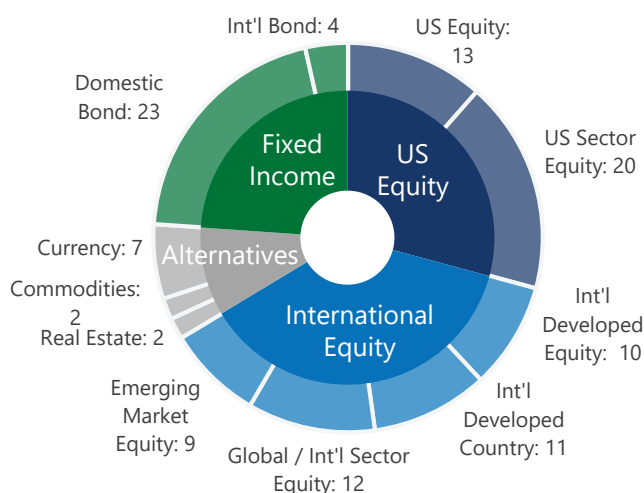 Int'l Bond: 4
US Equity:
13
Domestic
Bond: 23
US Sector
Equity: 20
Fixed
Income
US
Equity
Currency: 7
Alternatives
Commodities:
2
Real Estate: 2
International
Equity
Int'l
Developed
Equity:  10
Emerging
Market
Equity: 9
Global / Int'l Sector
Equity: 12
Int'l
Developed
Country: 11